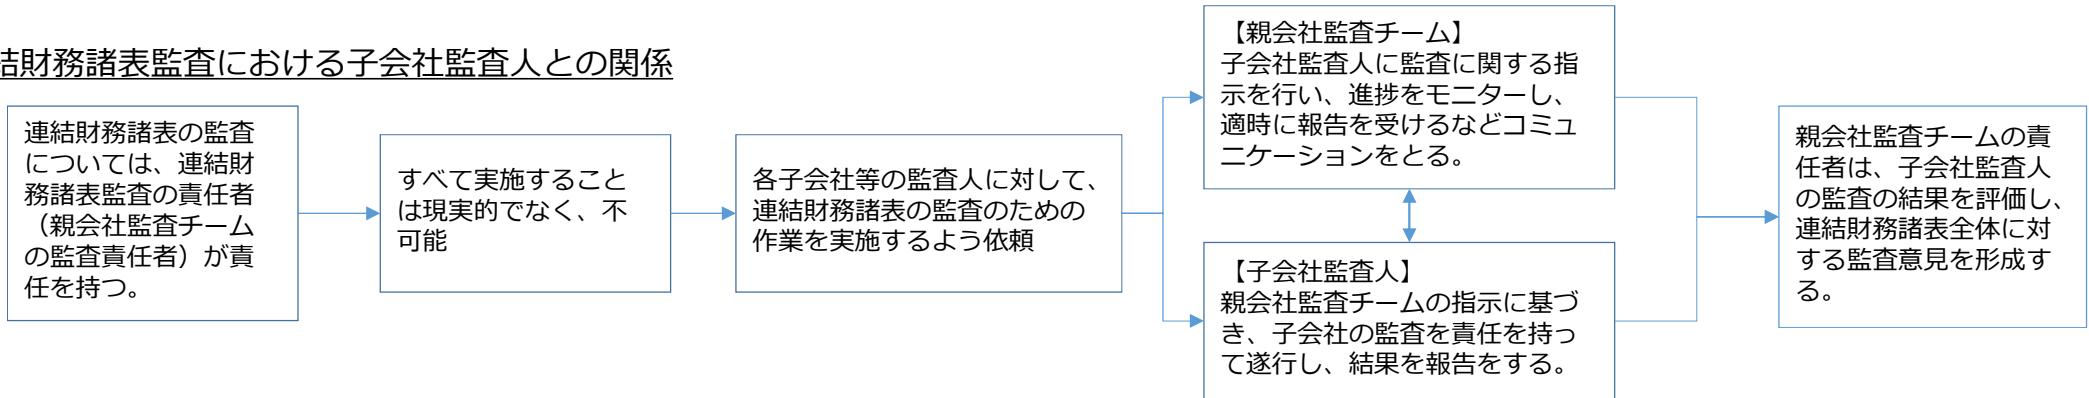 結財務諸表監査における子会社監査人との関係
連結財務諸表の監査
については、連結財
務諸表監査の責任者
（親会社監査チーム
の監査責任者）が責
任を持つ。
すべて実施すること
は現実的でなく、不
可能
各子会社等の監査人に対して、
連結財務諸表の監査のための
作業を実施するよう依頼
【親会社監査チーム】
子会社監査人に監査に関する指
示を行い、進捗をモニターし、
適時に報告を受けるなどコミュ
ニケーションをとる。
【子会社監査人】
親会社監査チームの指示に基づ
き、子会社の監査を責任を持っ
て遂行し、結果を報告をする。
親会社監査チームの責
任者は、子会社監査人
の監査の結果を評価し、
連結財務諸表全体に対
する監査意見を形成す
る。